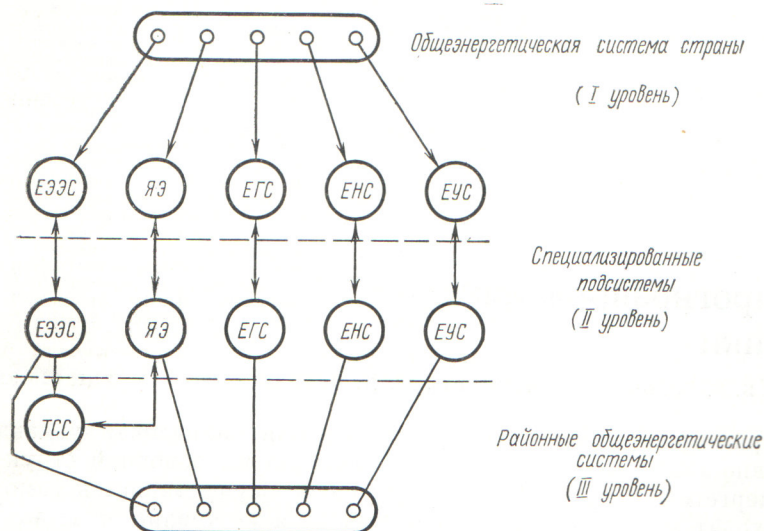 Общеэнергетическая система страны
(I уровень)
ЕЭЭС ЯЭ ЕГС ЕНС ЕУС
Специализированные
подсистемы
(II уровень)
ЕЭЭС ЯЭ ЕГС ЕНС ЕУС
ТСС
Районные общеэнергетические
системы
(III уровень)